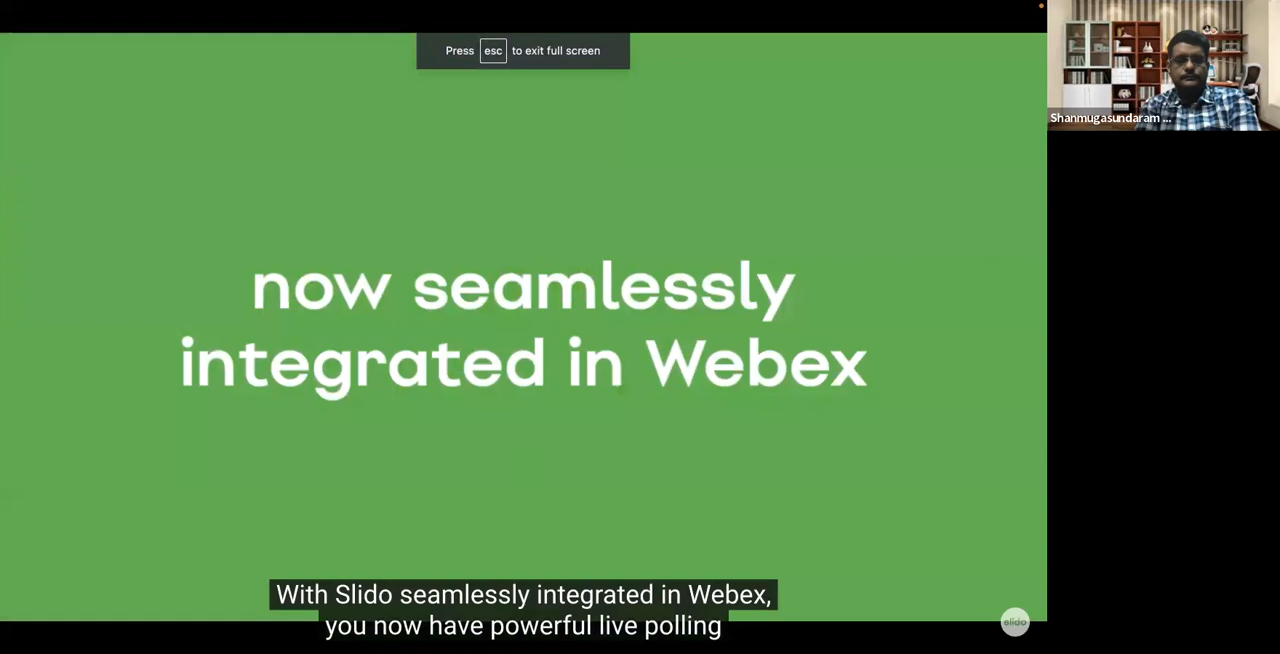 Press esc to exit full screen
Shanmugasundaram ...
now seamlessly
integrated in Webex
With Slido seamlessly integrated in Webex,
you now have powerful live polling
slido